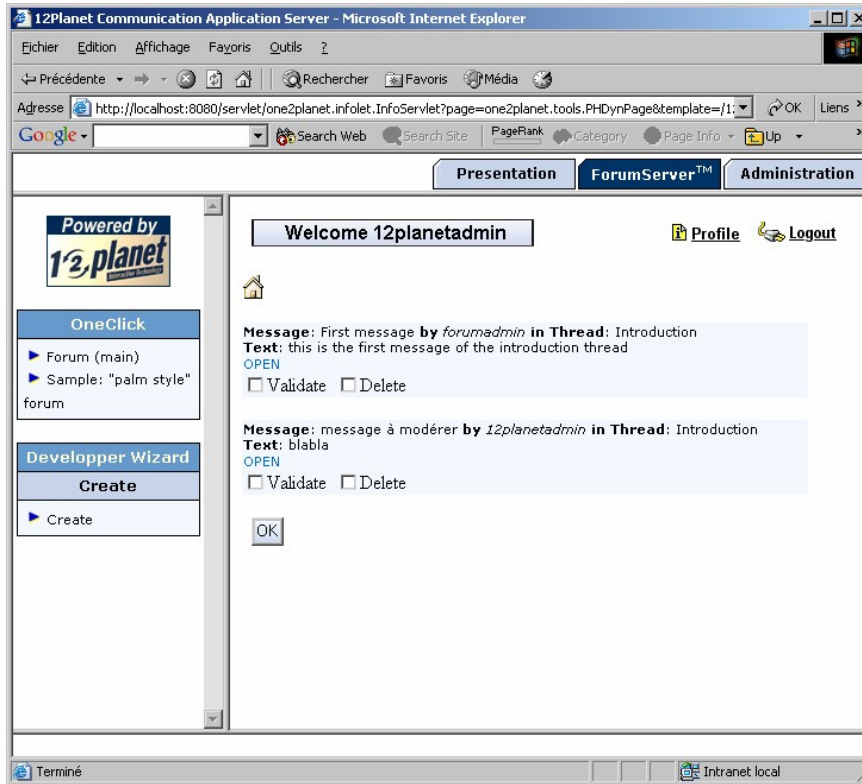 12Planet Communication Application Server - Microsoft Internet Explorer
Fichier Edition Affichage Favoris Outils ?
Précédente Rechercher Favoris Média
Adresse http://localhost:8080/servlet/one2planet.infolet.InfoServlet?page=one2planet.tools.PHDynPage&template=/1: OK Liens »
Google Search Web Search Site PageRank Category Page Info Up »
Presentation ForumServer™ Administration
Powered by
12planet
Welcome 12planetadmin
Profile Logout
OneClick
Forum (main)
Sample: "palm style"
forum
Developper Wizard
Create
Create
Message: First message by forumadmin in Thread: Introduction
Text: this is the first message of the introduction thread
OPEN
Validate Delete
Message: message à modérer by 12planetadmin in Thread: Introduction
Text: blabla
OPEN
Validate Delete
OK
Terminé
Intranet local